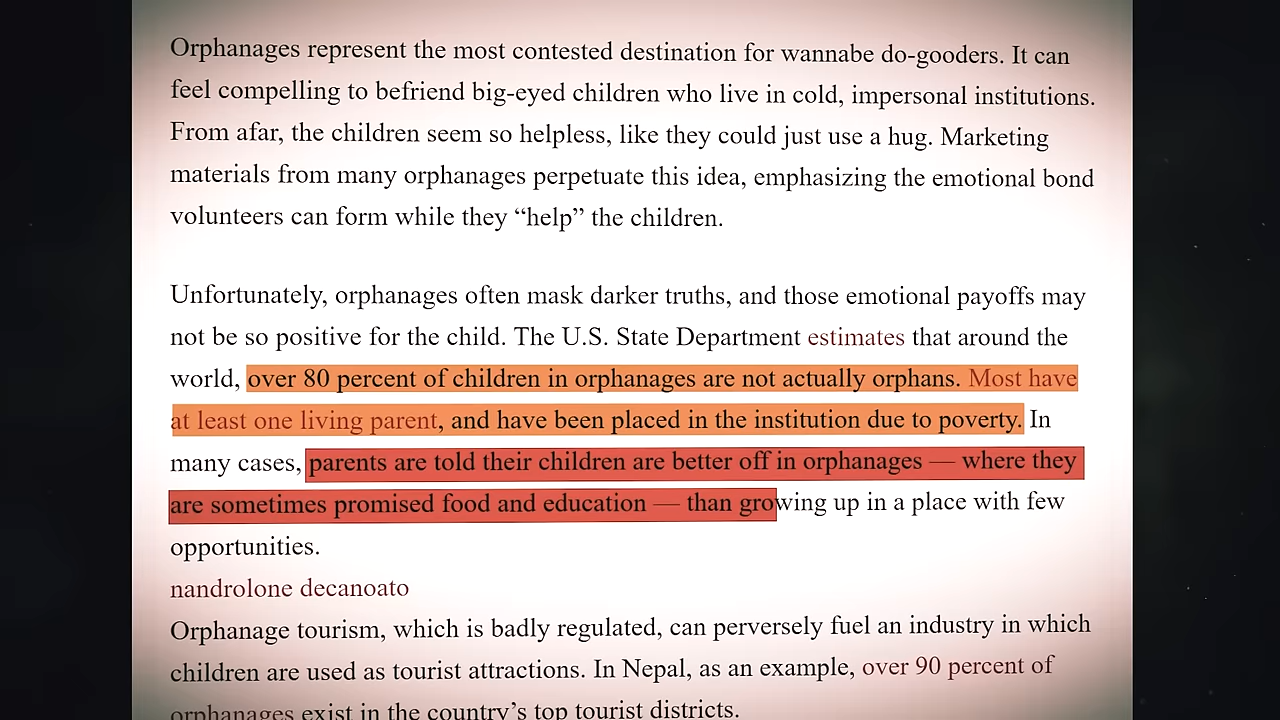 Orphanages represent the most contested destination for wannabe do-gooders. It can
feel compelling to befriend big-eyed children who live in cold, impersonal institutions.
From afar, the children seem so helpless, like they could just use a hug. Marketing
materials from many orphanages perpetuate this idea, emphasizing the emotional bond
volunteers can form while they “help” the children.
Unfortunately, orphanages often mask darker truths, and those emotional payoffs may
not be so positive for the child. The U.S. State Department estimates that around the
world, over 80 percent of children in orphanages are not actually orphans. Most have
at least one living parent, and have been placed in the institution due to poverty. In
many cases, parents are told their children are better off in orphanages — where they
are sometimes promised food and education — than growing up in a place with few
opportunities.
nandrolone decanoato
Orphanage tourism, which is badly regulated, can perversely fuel an industry in which
children are used as tourist attractions. In Nepal, as an example, over 90 percent of
orphanages exist in the country’s top tourist districts.